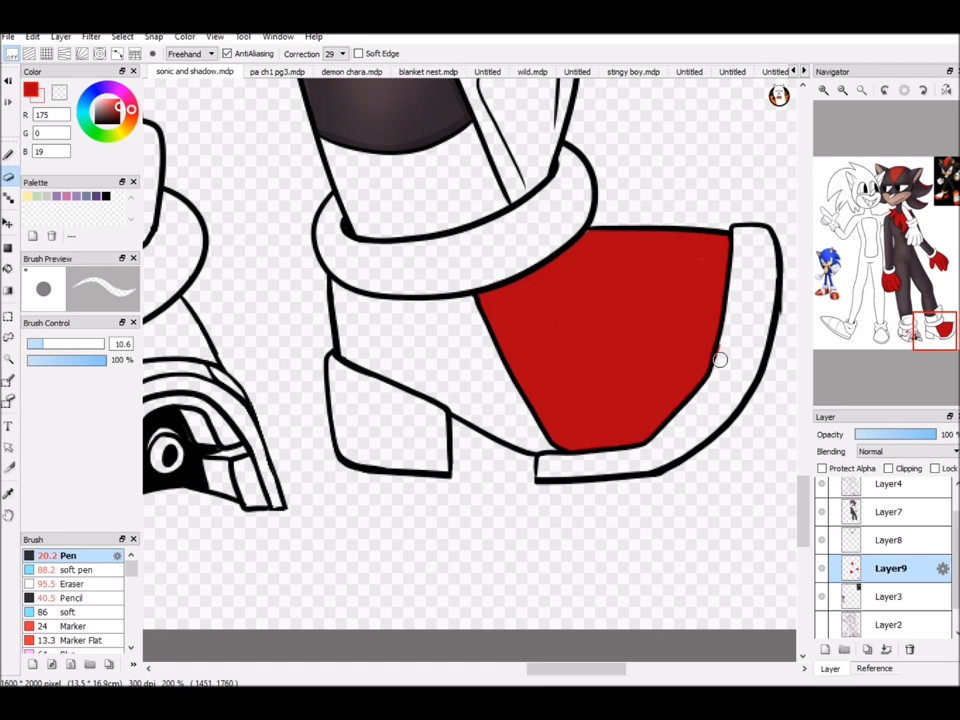 File Edit Layer Filter Select Snap Color View Tool Window Help
OFF Freehand AntiAliasing Correction 29 Soft Edge
sonic and shadow.mdp pa ch1 pg3.mdp demon chara.mdp blanket nest.mdp Untitled wild.mdp Untitled stingy boy.mdp Untitled Untitled Untitled
Color
R 175
G 0
B 19
Palette
---
Brush Preview
Brush Control
10.6
100 %
Brush
20.2 Pen
88.2 soft pen
95.5 Eraser
40.5 Pencil
86 soft
24 Marker
13.3 Marker Flat
Navigator
Layer
Opacity 100 %
Blending Normal
Protect Alpha Clipping Lock
Layer4
Layer7
Layer8
Layer9
Layer3
Layer2
Layer Reference
1600 * 2000 pixel (13.5 * 16.9cm) 300 dpi 200 % ( 1451, 1760 )